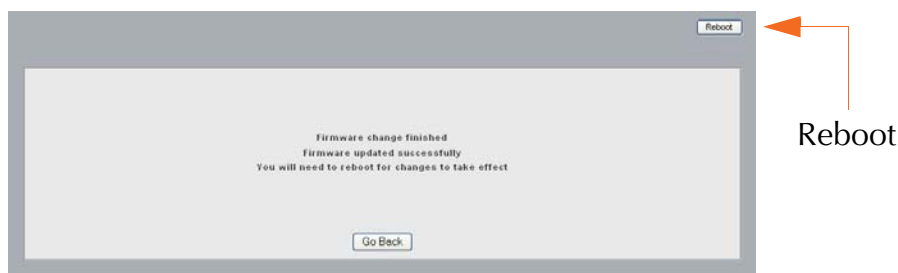 Reboot
Reboot
Firmware change finished
Firmware updated successfully
You will need to reboot for changes to take effect
Go Back